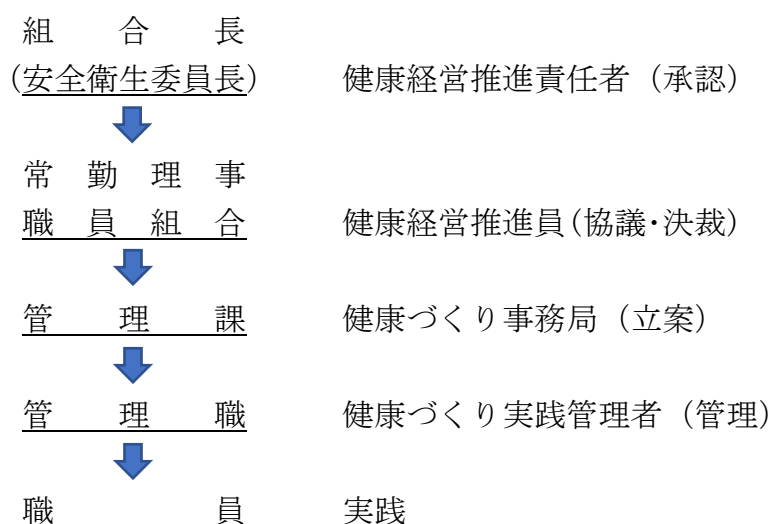 組合長
(安全衛生委員長) 健康経営推進責任者（承認）
常勤理事
職員組合 健康経営推進員(協議・決裁)
管理課 健康づくり事務局（立案）
管理職 健康づくり実践管理者（管理）
職員 実践